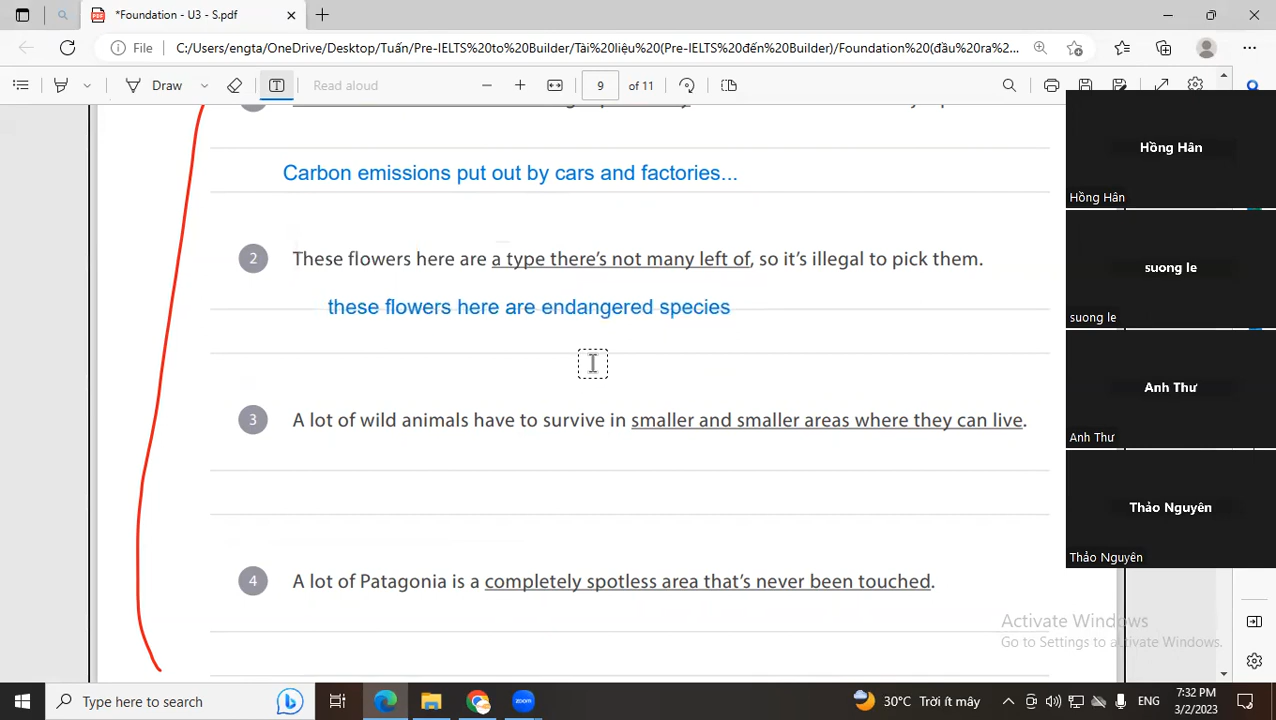 *Foundation - U3 - S.pdf
File
C:/Users/engta/OneDrive/Desktop/Tuấn/Pre-IELTS%20to%20Builder/Tài%20liệu%20(Pre-IELTS%20đến%20Builder)/Foundation%20(đầu%20ra%2...
Draw
Read aloud
9
of 11
Carbon emissions put out by cars and factories...
2 These flowers here are a type there's not many left of, so it's illegal to pick them.
these flowers here are endangered species
3 A lot of wild animals have to survive in smaller and smaller areas where they can live.
4 A lot of Patagonia is a completely spotless area that's never been touched.
Hồng Hân
Hồng Hân
suong le
suong le
Anh Thư
Anh Thư
Thảo Nguyên
Thảo Nguyên
Activate Windows
Go to Settings to activate Windows.
Type here to search
zoom
30°C Trời ít mây
ENG
7:32 PM
3/2/2023